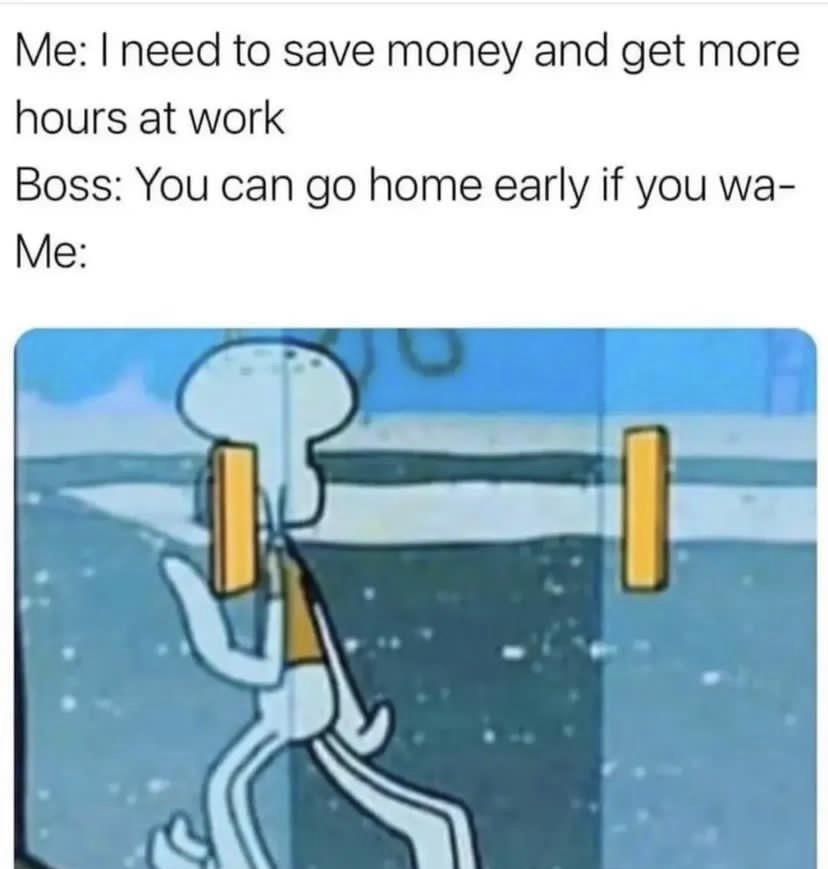 Me: I need to save money and get more
hours at work
Boss: You can go home early if you wa-
Me: